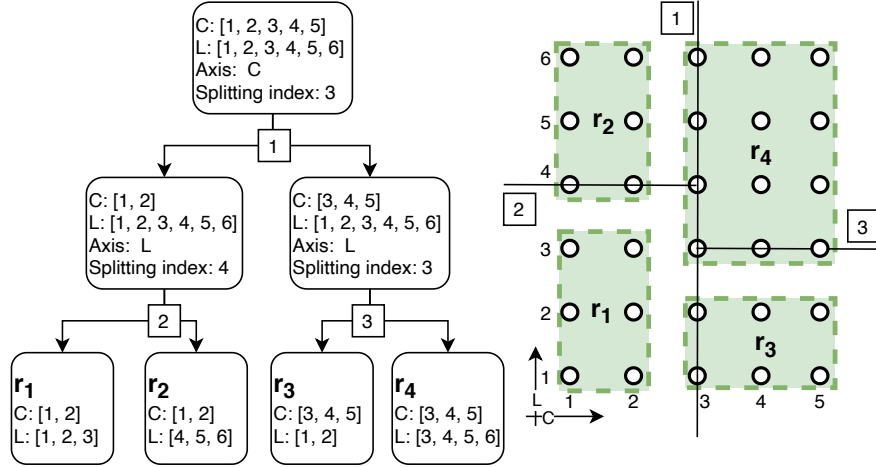 C: [1, 2, 3, 4, 5]
L: [1, 2, 3, 4, 5, 6]
Axis: C
Splitting index: 3
1
C: [1, 2]
L: [1, 2, 3, 4, 5, 6]
Axis: L
Splitting index: 4
C: [3, 4, 5]
L: [1, 2, 3, 4, 5, 6]
Axis: L
Splitting index: 3
2
3
r1
C: [1, 2]
L: [1, 2, 3]
r2
C: [1, 2]
L: [4, 5, 6]
r3
C: [3, 4, 5]
L: [1, 2]
r4
C: [3, 4, 5]
L: [3, 4, 5, 6]
1
6
5
r2
r4
4
2
3
3
2
r1
r3
1
L
C
1
2
3
4
5